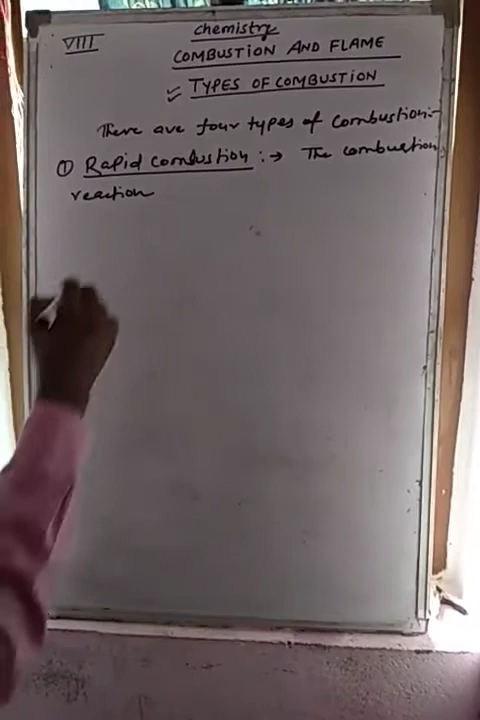 Chemistry
VIII
COMBUSTION AND FLAME
TYPES OF COMBUSTION
There are four types of Combustion:-
① Rapid Combustion :→ The combustion
reaction